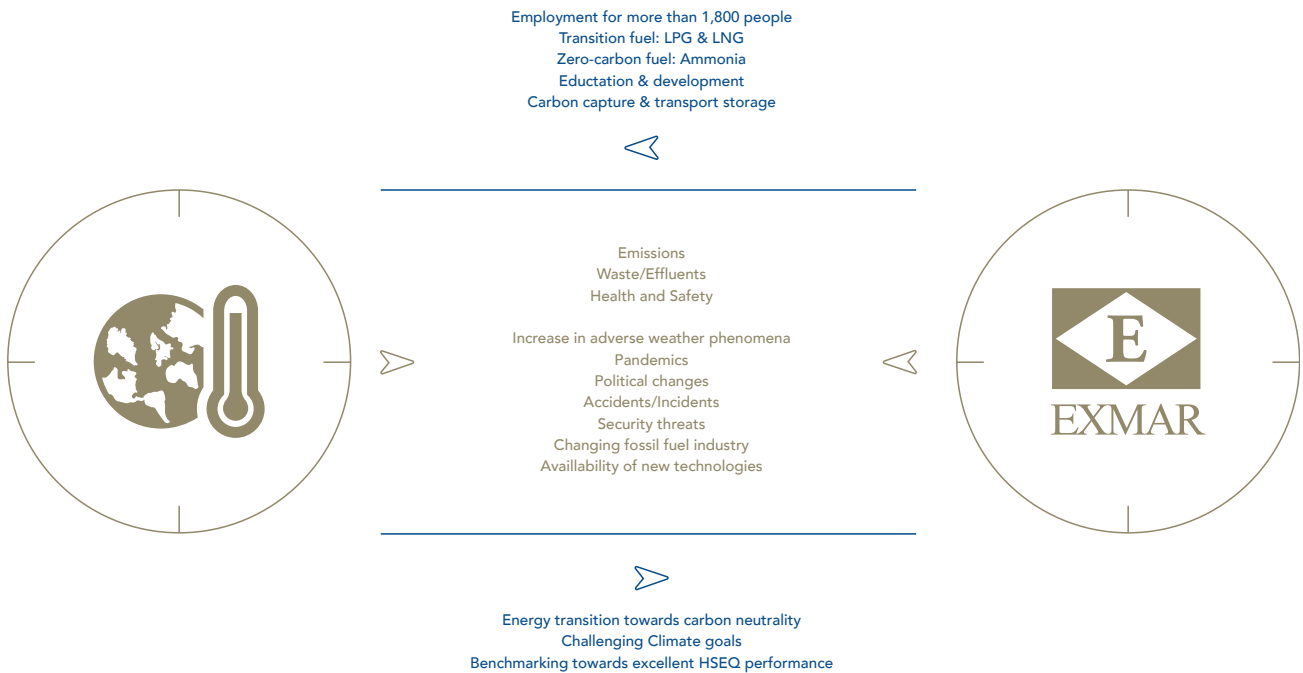 Employment for more than 1,800 people
Transition fuel: LPG & LNG
Zero-carbon fuel: Ammonia
Eductation & development
Carbon capture & transport storage
Emissions
Waste/Effluents
Health and Safety
Increase in adverse weather phenomena
Pandemics
Political changes
Accidents/Incidents
Security threats
Changing fossil fuel industry
Availlability of new technologies
E
EXMAR
Energy transition towards carbon neutrality
Challenging Climate goals
Benchmarking towards excellent HSEQ performance